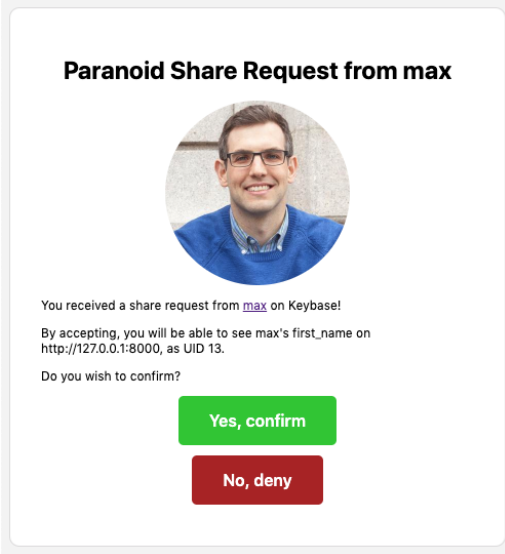 Paranoid Share Request from max
You received a share request from max on Keybase!
By accepting, you will be able to see max's first_name on
http://127.0.0.1:8000, as UID 13.
Do you wish to confirm?
Yes, confirm
No, deny